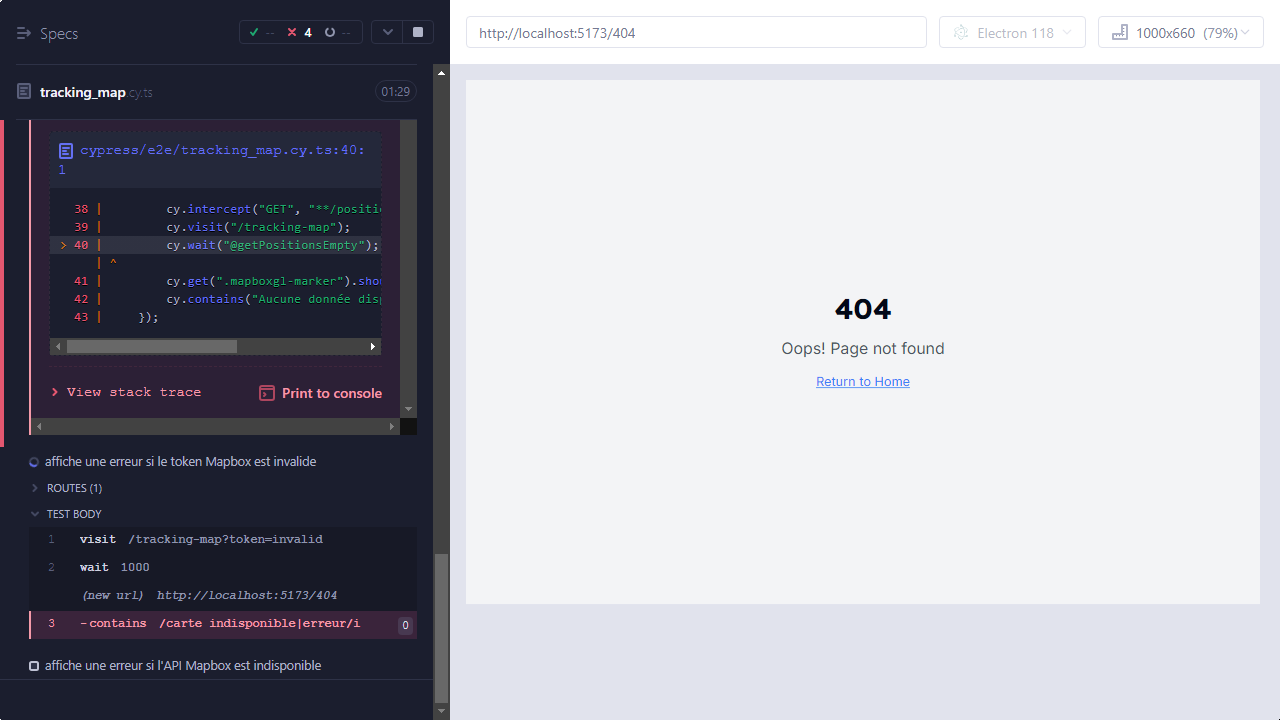 Specs
-- 4 --
http://localhost:5173/404
Electron 118
1000x660 (79%)
tracking_map.cy.ts
01:29
cypress/e2e/tracking_map.cy.ts:40:
1
38 | cy.intercept("GET", "**/positi
39 | cy.visit("/tracking-map");
> 40 | cy.wait("@getPositionsEmpty");
| ^
41 | cy.get(".mapboxgl-marker").shou
42 | cy.contains("Aucune donnée disp
43 | });
View stack trace
Print to console
affiche une erreur si le token Mapbox est invalide
ROUTES (1)
TEST BODY
1 visit /tracking-map?token=invalid
2 wait 1000
(new url) http://localhost:5173/404
3 -contains /carte indisponible|erreur/i 0
affiche une erreur si l'API Mapbox est indisponible
404
Oops! Page not found
Return to Home